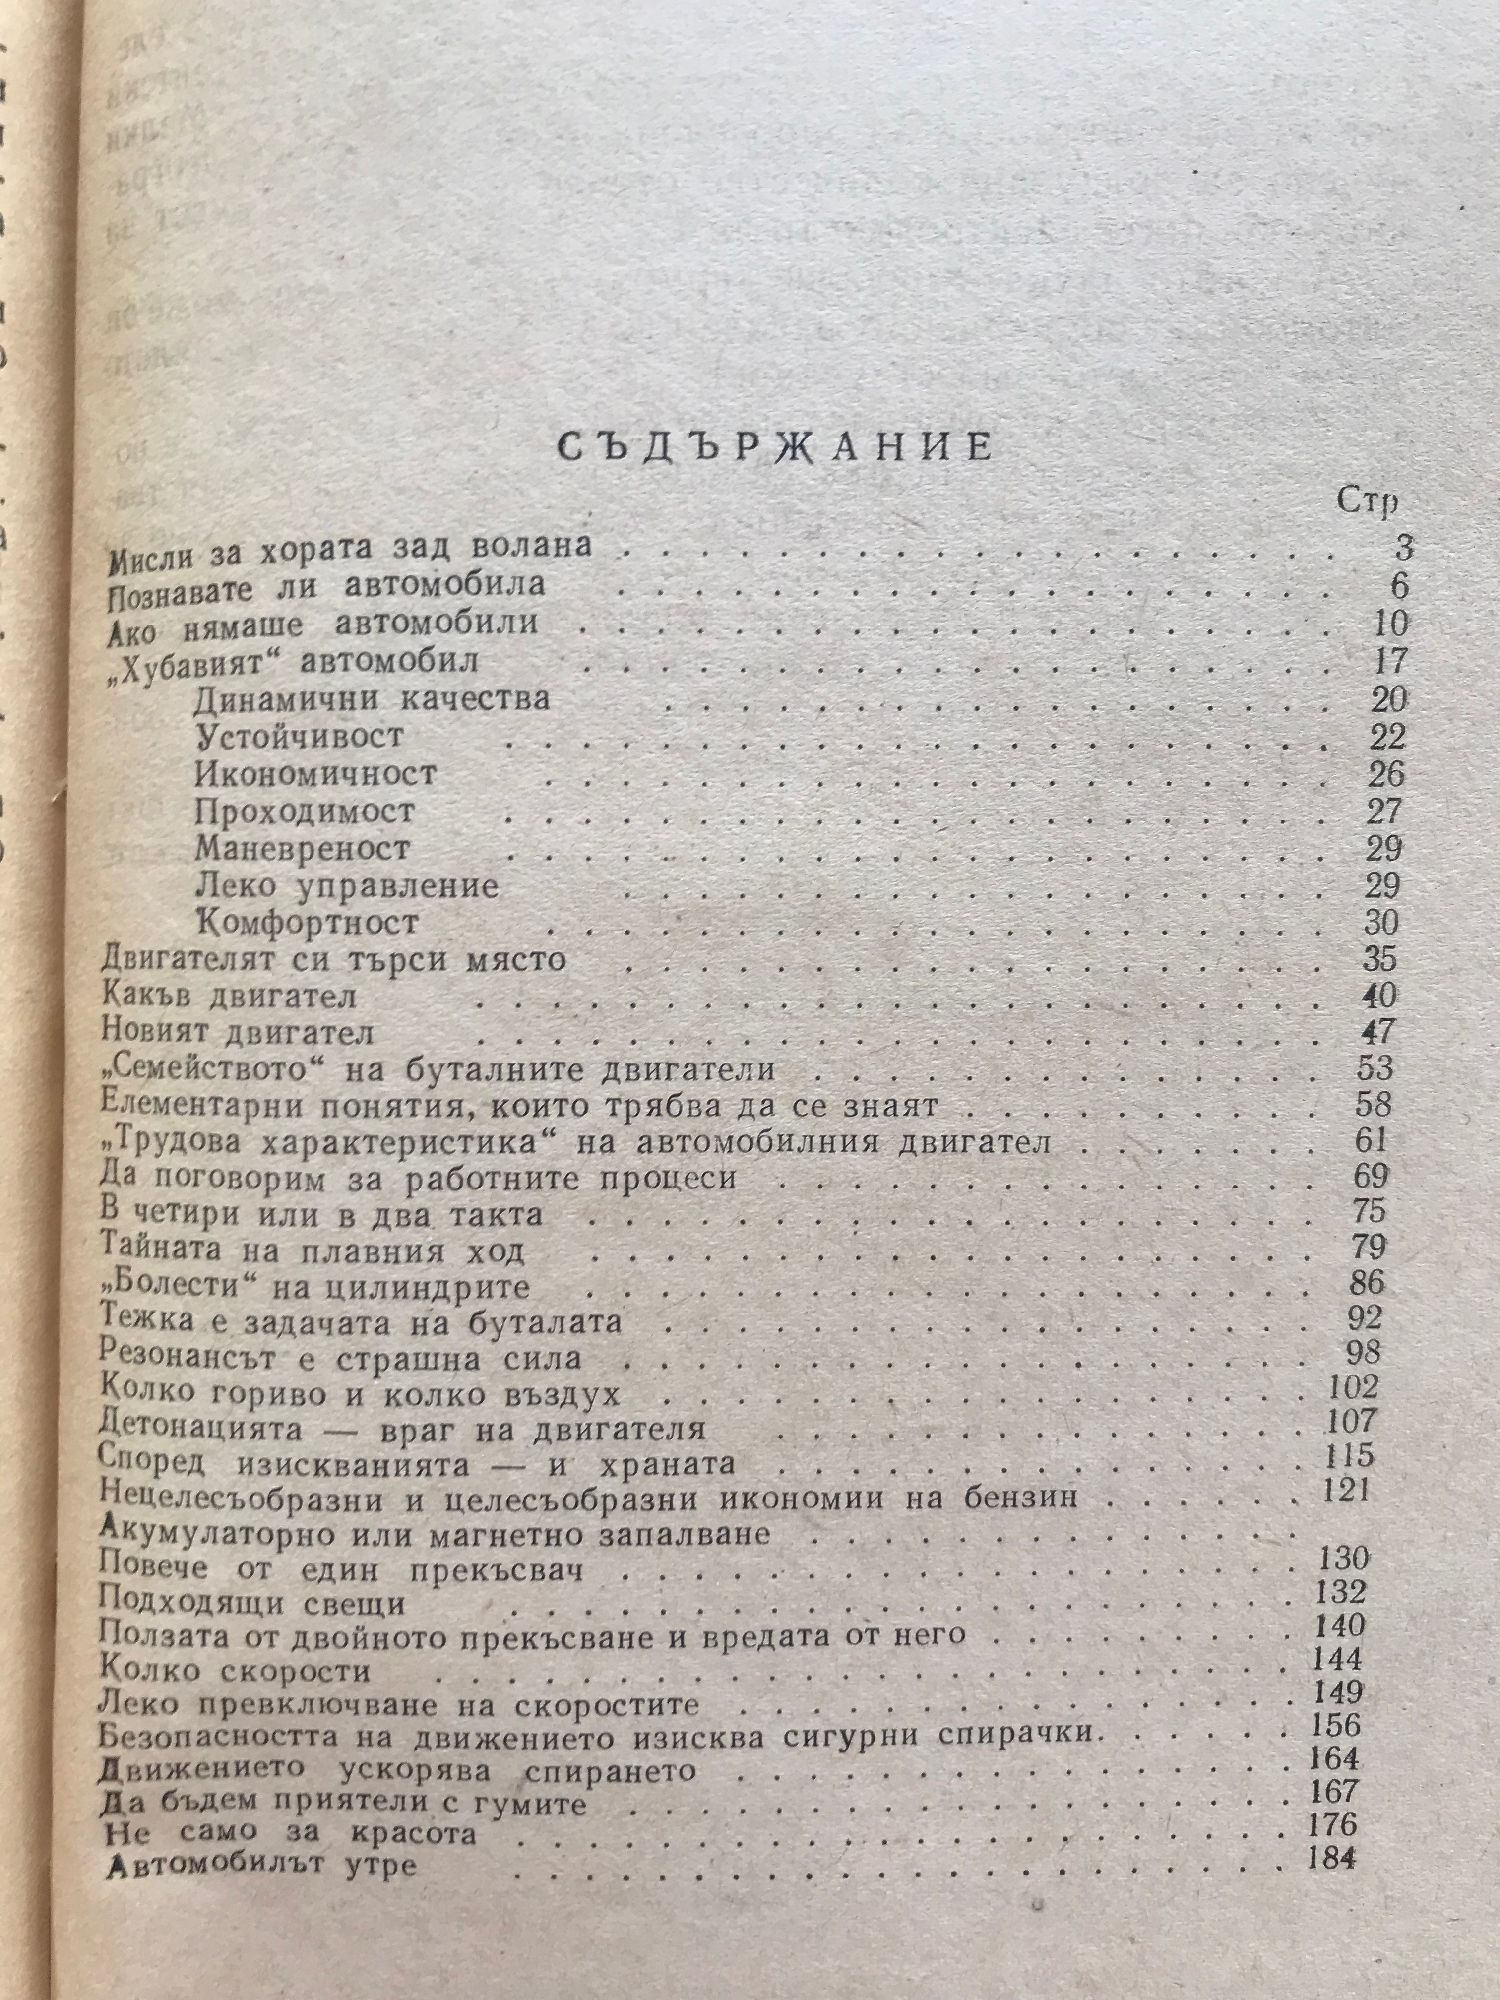 СЪДЪРЖАНИЕ
Стр
Мисли за хората зад волана . . . . . . . . . . . . . . . . . . 3
Познавате ли автомобила . . . . . . . . . . . . . . . . . . 6
Ако нямаше автомобили . . . . . . . . . . . . . . . . . . 10
„Хубавият“ автомобил . . . . . . . . . . . . . . . . . . 17
Динамични качества . . . . . . . . . . . . . . . . . 20
Устойчивост . . . . . . . . . . . . . . . . . . . . 22
Икономичност . . . . . . . . . . . . . . . . . . . 26
Проходимост . . . . . . . . . . . . . . . . . . . . 27
Маневреност . . . . . . . . . . . . . . . . . . . . 29
Леко управление . . . . . . . . . . . . . . . . . . 29
Комфортност . . . . . . . . . . . . . . . . . . . 30
Двигателят си търси място . . . . . . . . . . . . . . . . . . 35
Какъв двигател . . . . . . . . . . . . . . . . . . . . . 40
Новият двигател . . . . . . . . . . . . . . . . . . . . . 47
„Семейството“ на буталните двигатели . . . . . . . . . . . . . 53
Елементарни понятия, които трябва да се знаят . . . . . . . . . 58
„Трудова характеристика“ на автомобилния двигател . . . . . . 61
Да поговорим за работните процеси . . . . . . . . . . . . . . 69
В четири или в два такта . . . . . . . . . . . . . . . . . . 75
Тайната на плавния ход . . . . . . . . . . . . . . . . . . 79
„Болести“ на цилиндрите . . . . . . . . . . . . . . . . . . 86
Тежка е задачата на буталата . . . . . . . . . . . . . . . . 92
Резонансът е страшна сила . . . . . . . . . . . . . . . . . 98
Колко гориво и колко въздух . . . . . . . . . . . . . . . . 102
Детонацията — враг на двигателя . . . . . . . . . . . . . 107
Според изискванията — и храната . . . . . . . . . . . . . 115
Нецелесъобразни и целесъобразни икономии на бензин . . . . . . 121
Акумулаторно или магнетно запалване . . . . . . . . . . . . .
Повече от един прекъсвач . . . . . . . . . . . . . . . . . 130
Подходящи свещи . . . . . . . . . . . . . . . . . . . . 132
Ползата от двойното прекъсване и вредата от него . . . . . . . . 140
Колко скорости . . . . . . . . . . . . . . . . . . . . . . 144
Леко превключване на скоростите . . . . . . . . . . . . . . 149
Безопасността на движението изисква сигурни спирачки. . . . . . 156
Движението ускорява спирането . . . . . . . . . . . . . . 164
Да бъдем приятели с гумите . . . . . . . . . . . . . . . . 167
Не само за красота . . . . . . . . . . . . . . . . . . . 176
Автомобилът утре . . . . . . . . . . . . . . . . . . . 184